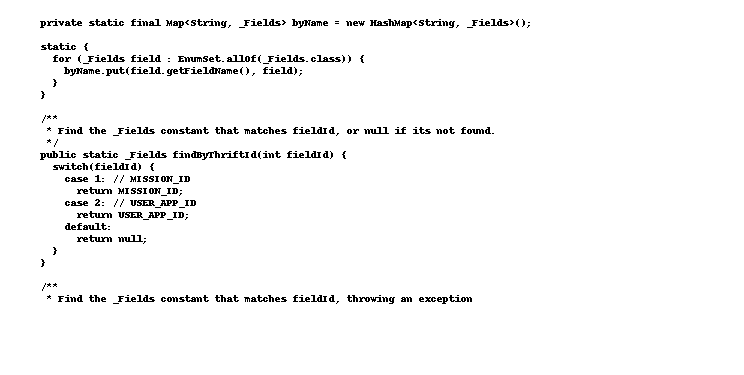 private static final Map<String, _Fields> byName = new HashMap<String, _Fields>();
static {
for (_Fields field : EnumSet.allOf(_Fields.class)) {
byName.put(field.getFieldName(), field);
}
}
/**
* Find the _Fields constant that matches fieldId, or null if its not found.
*/
public static _Fields findByThriftId(int fieldId) {
switch(fieldId) {
case 1: // MISSION_ID
return MISSION_ID;
case 2: // USER_APP_ID
return USER_APP_ID;
default:
return null;
}
}
/**
* Find the _Fields constant that matches fieldId, throwing an exception